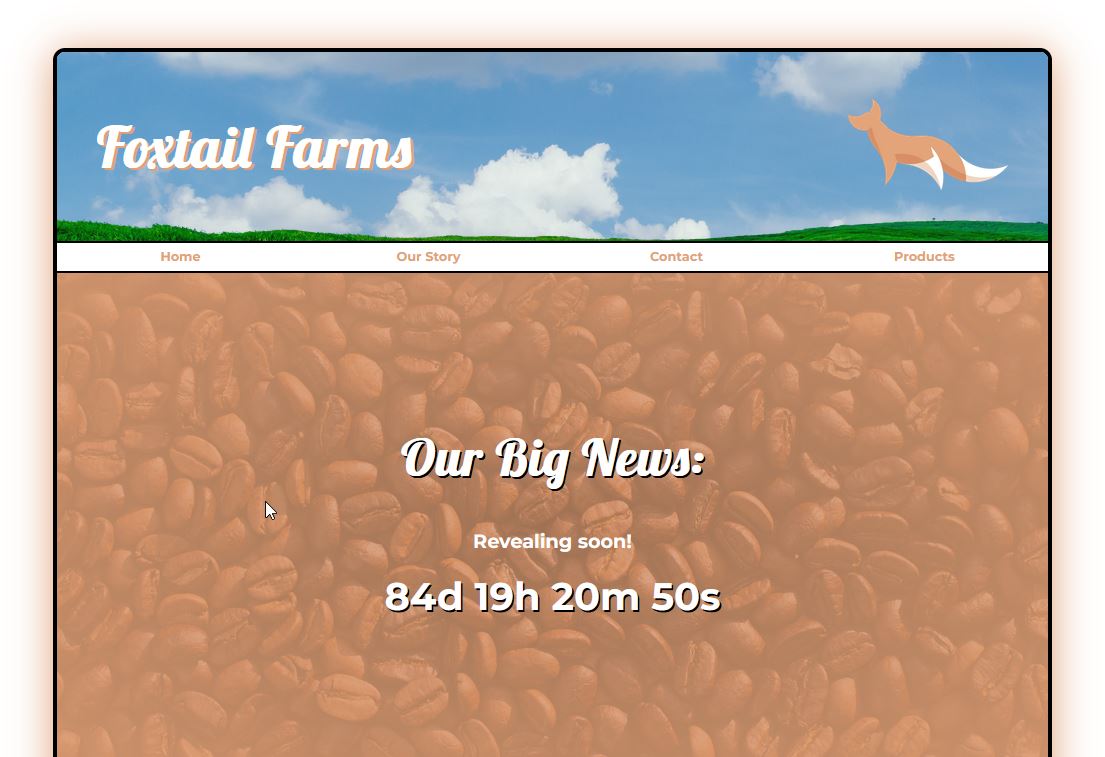 Foxtail Farms
Home Our Story Contact Products
Our Big News:
Revealing soon!
84d 19h 20m 50s